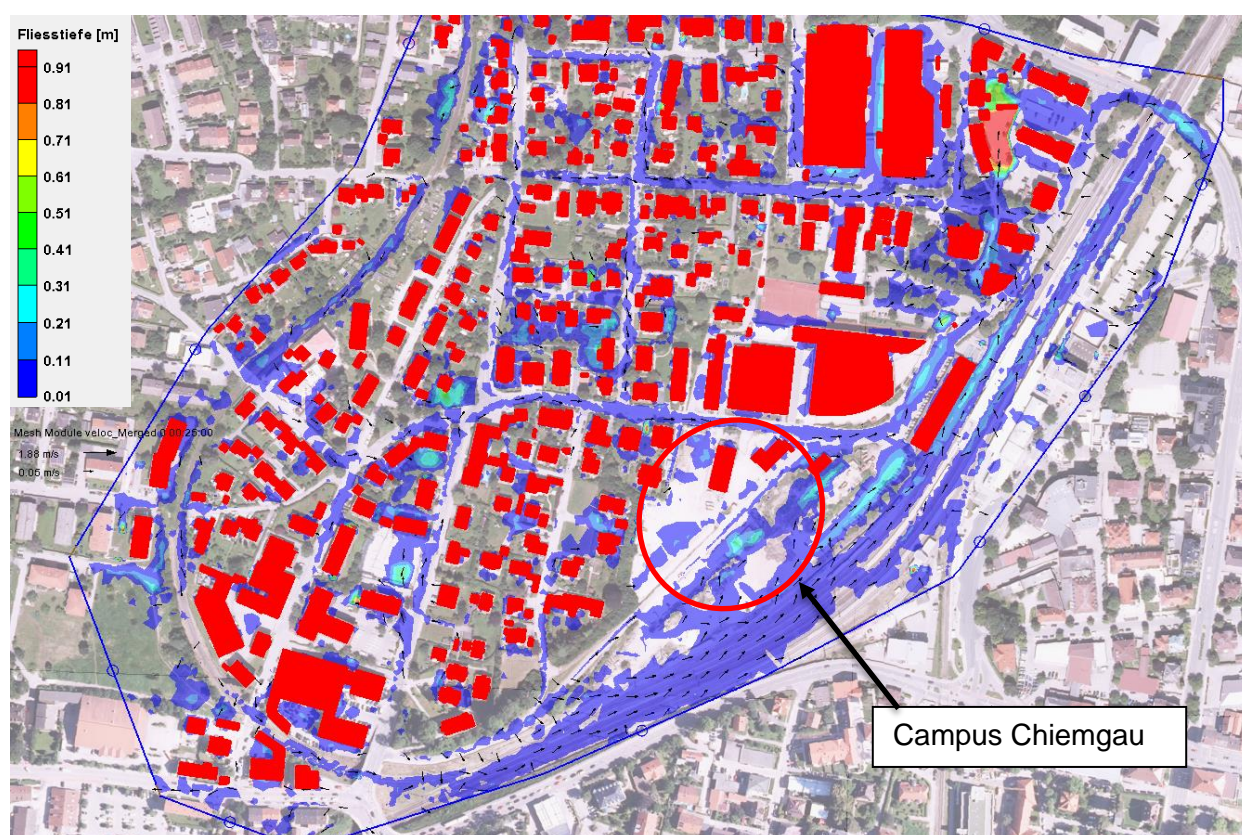 Fliesstiefe [m]
0.91
0.81
0.71
0.61
0.51
0.41
0.31
0.21
0.11
0.01
Mesh Module veloc_Merged 0 00:25:00
1.88 m/s
0.05 m/s
Campus Chiemgau